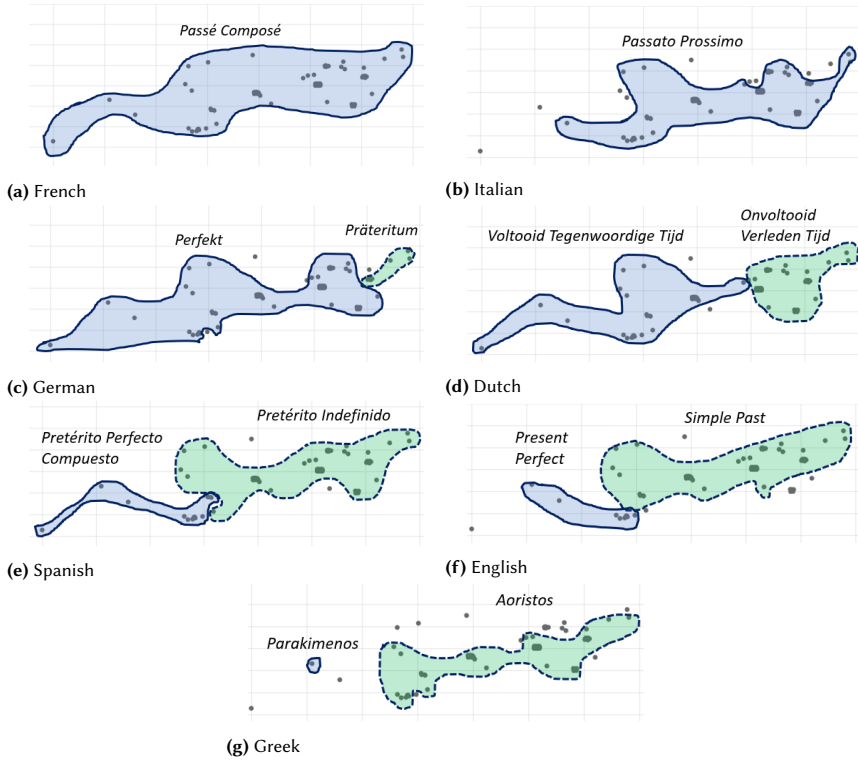 Passé Composé
(a) French
Passato Prossimo
(b) Italian
Perfekt
Präteritum
(c) German
Voltooid Tegenwoordige Tijd
Onvoltooid
Verleden Tijd
(d) Dutch
Pretérito Perfecto
Compuesto
Pretérito Indefinido
(e) Spanish
Present
Perfect
Simple Past
(f) English
Parakimenos
Aoristos
(g) Greek